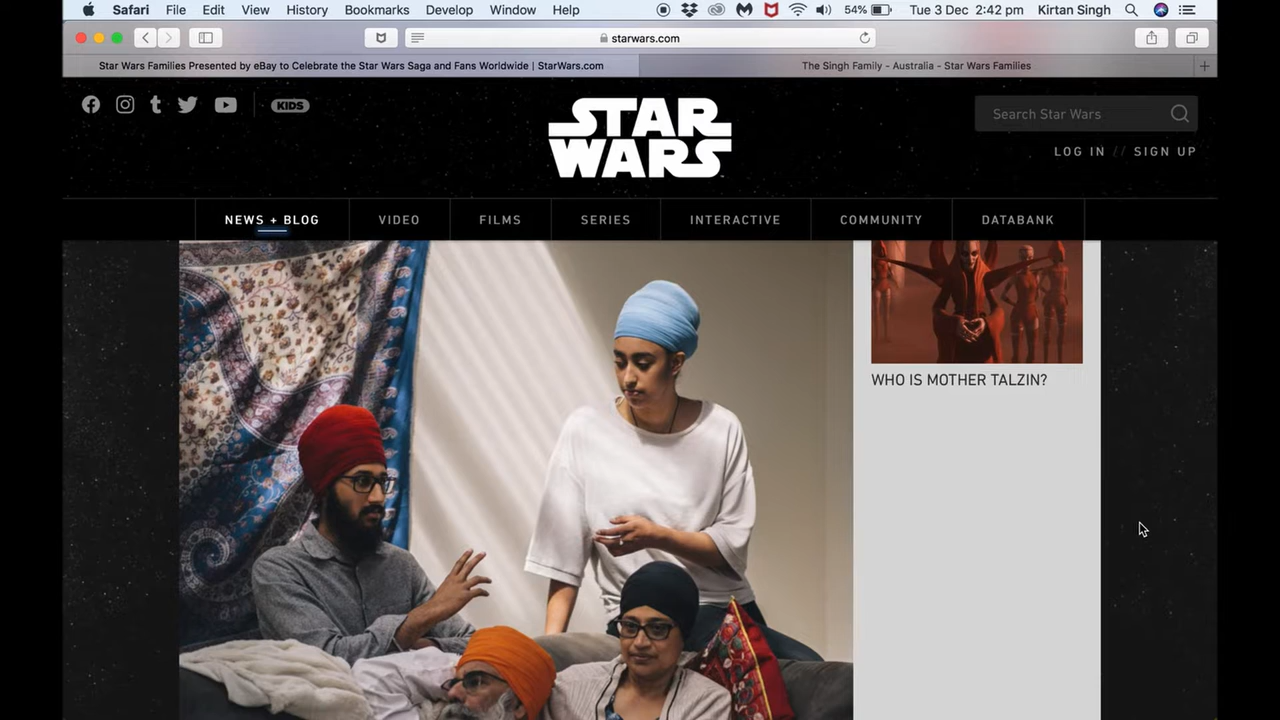 Safari File Edit View History Bookmarks Develop Window Help 54% Tue 3 Dec 2:42 pm Kirtan Singh
starwars.com
Star Wars Families Presented by eBay to Celebrate the Star Wars Saga and Fans Worldwide | StarWars.com
The Singh Family - Australia - Star Wars Families
KIDS
STAR
WARS
Search Star Wars
LOG IN // SIGN UP
NEWS + BLOG VIDEO FILMS SERIES INTERACTIVE COMMUNITY DATABANK
WHO IS MOTHER TALZIN?